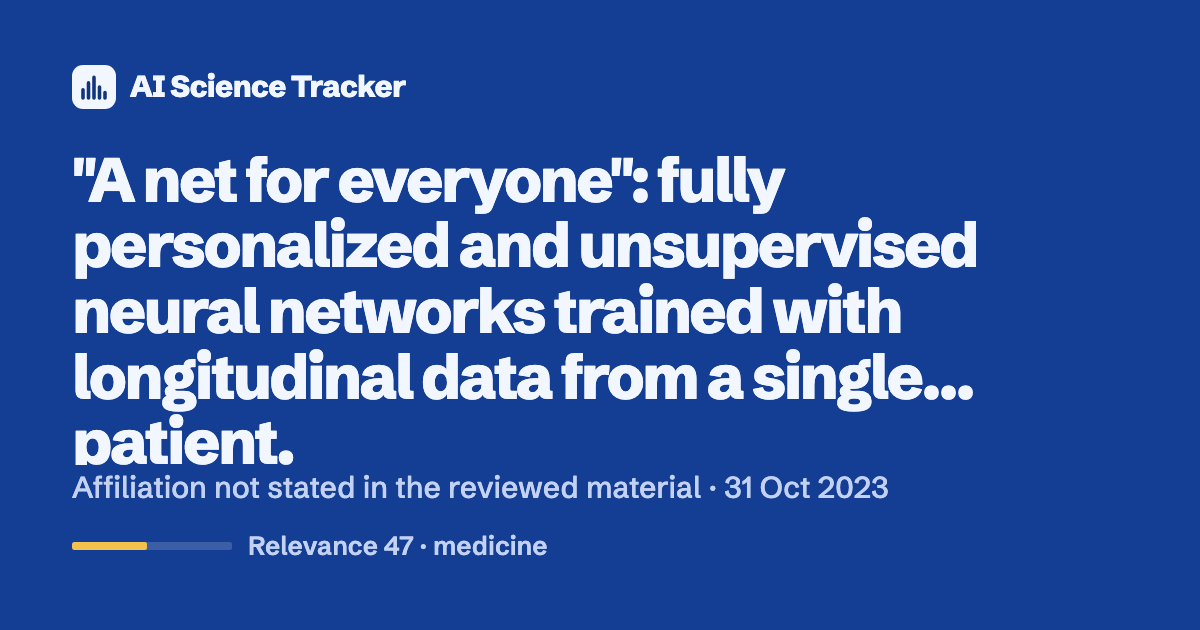 AI Science Tracker
"A net for everyone": fully
personalized and unsupervised
neural networks trained with
longitudinal data from a single...
patient.
Affiliation not stated in the reviewed material · 31 Oct 2023
Relevance 47 · medicine